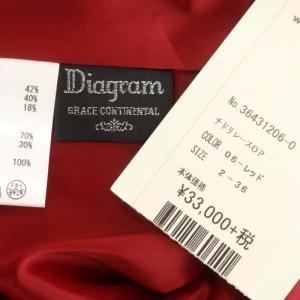 42%
40%
18%
70%
30%
100%
Diagram
GRACE CONTINENTAL
No.36431206-0
チドリレースOP
COLOR 06-レッド
SIZE 2-36
本体価格
¥33,000+税